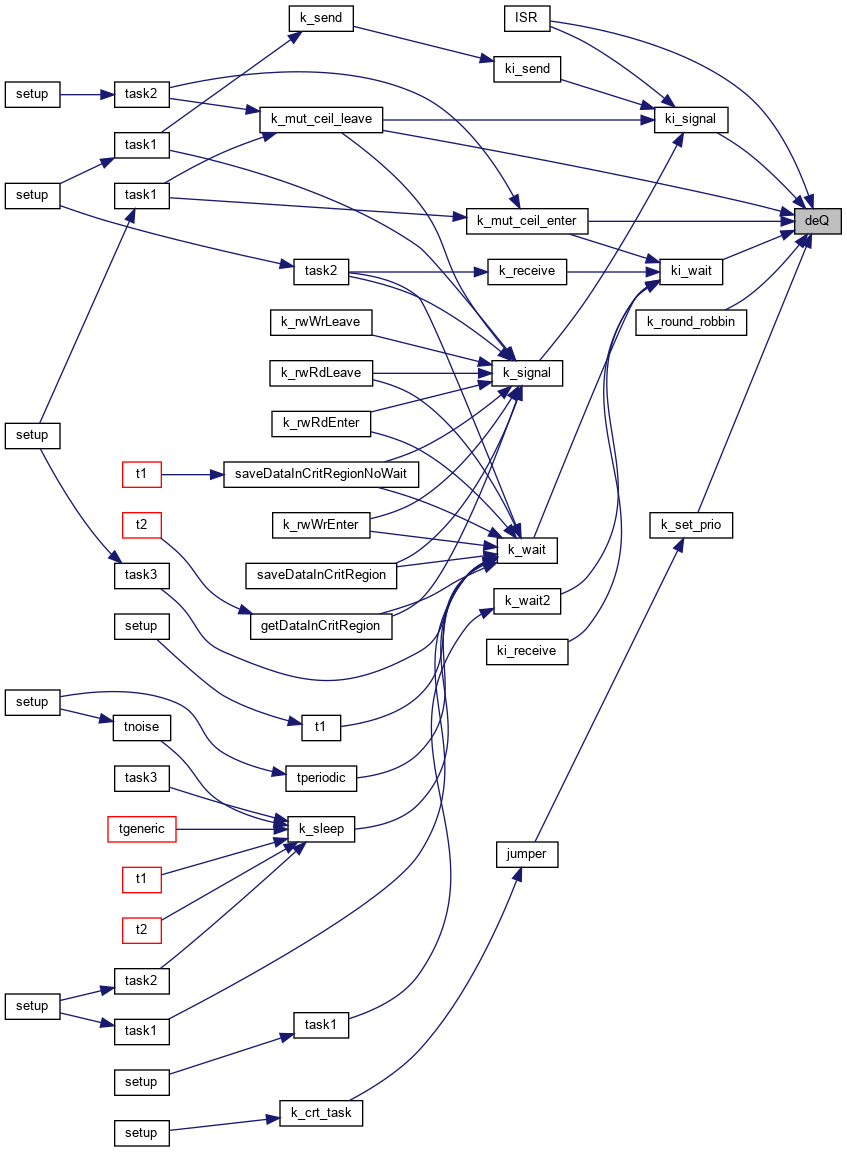 k_send
ISR
ki_send
setup
task2
k_mut_ceil_leave
ki_signal
task1
setup
task1
k_mut_ceil_enter
deQ
task2
k_receive
ki_wait
k_rwWrLeave
k_round_robbin
k_rwRdLeave
k_signal
k_rwRdEnter
setup
t1
saveDataInCritRegionNoWait
t2
k_rwWrEnter
k_set_prio
k_wait
task3
saveDataInCritRegion
k_wait2
setup
getDataInCritRegion
ki_receive
setup
tnoise
t1
task3
tperiodic
tgeneric
k_sleep
jumper
t1
t2
task2
setup
task1
task1
setup
k_crt_task
setup